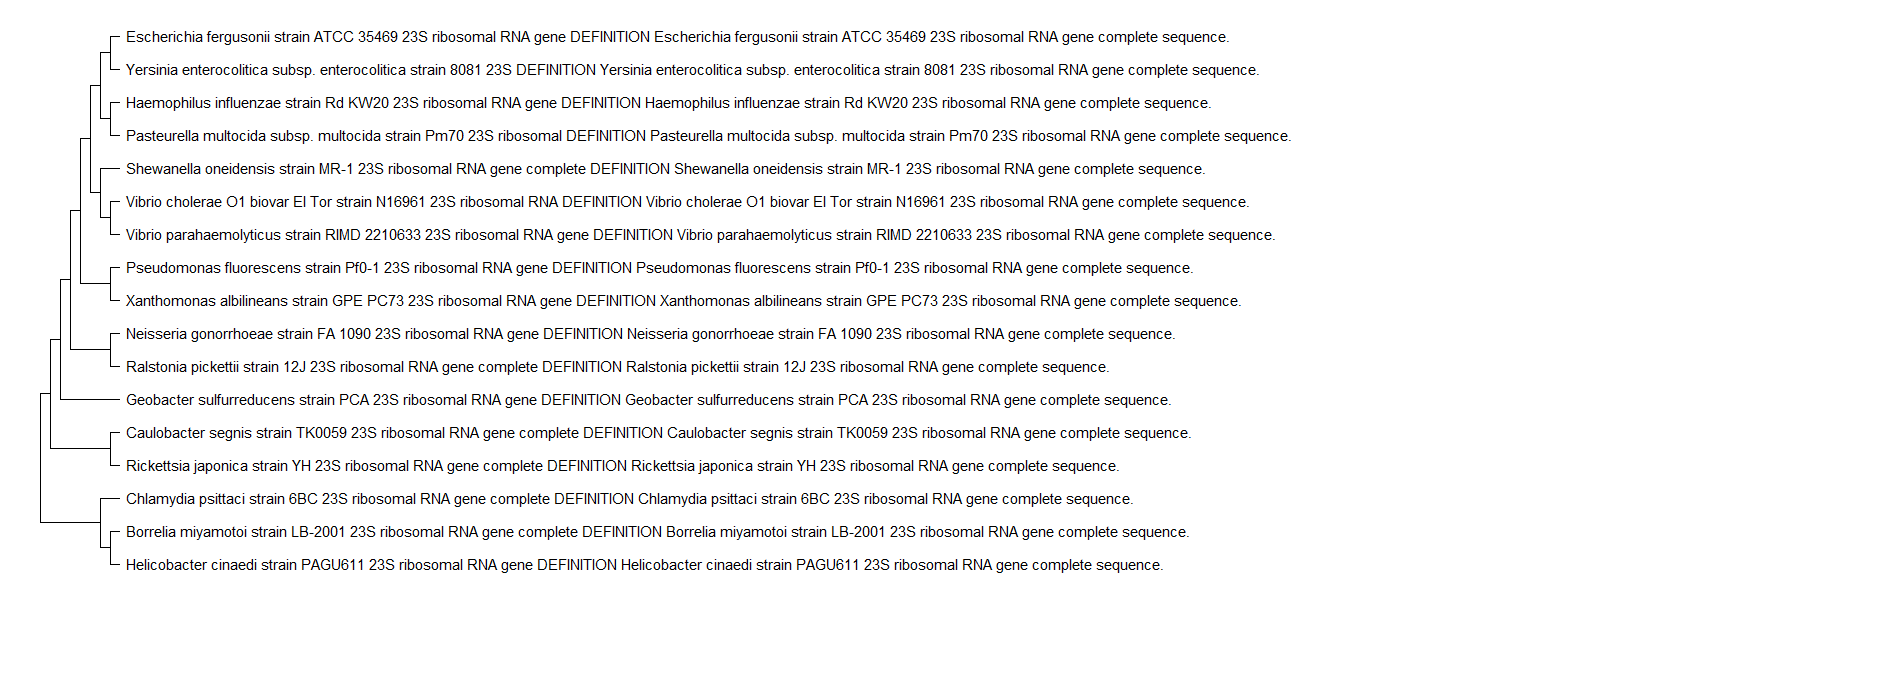 Escherichia fergusonii strain ATCC 35469 23S ribosomal RNA gene DEFINITION Escherichia fergusonii strain ATCC 35469 23S ribosomal RNA gene complete sequence.
Yersinia enterocolitica subsp. enterocolitica strain 8081 23S DEFINITION Yersinia enterocolitica subsp. enterocolitica strain 8081 23S ribosomal RNA gene complete sequence.
Haemophilus influenzae strain Rd KW20 23S ribosomal RNA gene DEFINITION Haemophilus influenzae strain Rd KW20 23S ribosomal RNA gene complete sequence.
Pasteurella multocida subsp. multocida strain Pm70 23S ribosomal DEFINITION Pasteurella multocida subsp. multocida strain Pm70 23S ribosomal RNA gene complete sequence.
Shewanella oneidensis strain MR-1 23S ribosomal RNA gene complete DEFINITION Shewanella oneidensis strain MR-1 23S ribosomal RNA gene complete sequence.
Vibrio cholerae O1 biovar El Tor strain N16961 23S ribosomal RNA DEFINITION Vibrio cholerae O1 biovar El Tor strain N16961 23S ribosomal RNA gene complete sequence.
Vibrio parahaemolyticus strain RIMD 2210633 23S ribosomal RNA gene DEFINITION Vibrio parahaemolyticus strain RIMD 2210633 23S ribosomal RNA gene complete sequence.
Pseudomonas fluorescens strain Pf0-1 23S ribosomal RNA gene DEFINITION Pseudomonas fluorescens strain Pf0-1 23S ribosomal RNA gene complete sequence.
Xanthomonas albilineans strain GPE PC73 23S ribosomal RNA gene DEFINITION Xanthomonas albilineans strain GPE PC73 23S ribosomal RNA gene complete sequence.
Neisseria gonorrhoeae strain FA 1090 23S ribosomal RNA gene DEFINITION Neisseria gonorrhoeae strain FA 1090 23S ribosomal RNA gene complete sequence.
Ralstonia pickettii strain 12J 23S ribosomal RNA gene complete DEFINITION Ralstonia pickettii strain 12J 23S ribosomal RNA gene complete sequence.
Geobacter sulfurreducens strain PCA 23S ribosomal RNA gene DEFINITION Geobacter sulfurreducens strain PCA 23S ribosomal RNA gene complete sequence.
Caulobacter segnis strain TK0059 23S ribosomal RNA gene complete DEFINITION Caulobacter segnis strain TK0059 23S ribosomal RNA gene complete sequence.
Rickettsia japonica strain YH 23S ribosomal RNA gene complete DEFINITION Rickettsia japonica strain YH 23S ribosomal RNA gene complete sequence.
Chlamydia psittaci strain 6BC 23S ribosomal RNA gene complete DEFINITION Chlamydia psittaci strain 6BC 23S ribosomal RNA gene complete sequence.
Borrelia miyamotoi strain LB-2001 23S ribosomal RNA gene complete DEFINITION Borrelia miyamotoi strain LB-2001 23S ribosomal RNA gene complete sequence.
Helicobacter cinaedi strain PAGU611 23S ribosomal RNA gene DEFINITION Helicobacter cinaedi strain PAGU611 23S ribosomal RNA gene complete sequence.